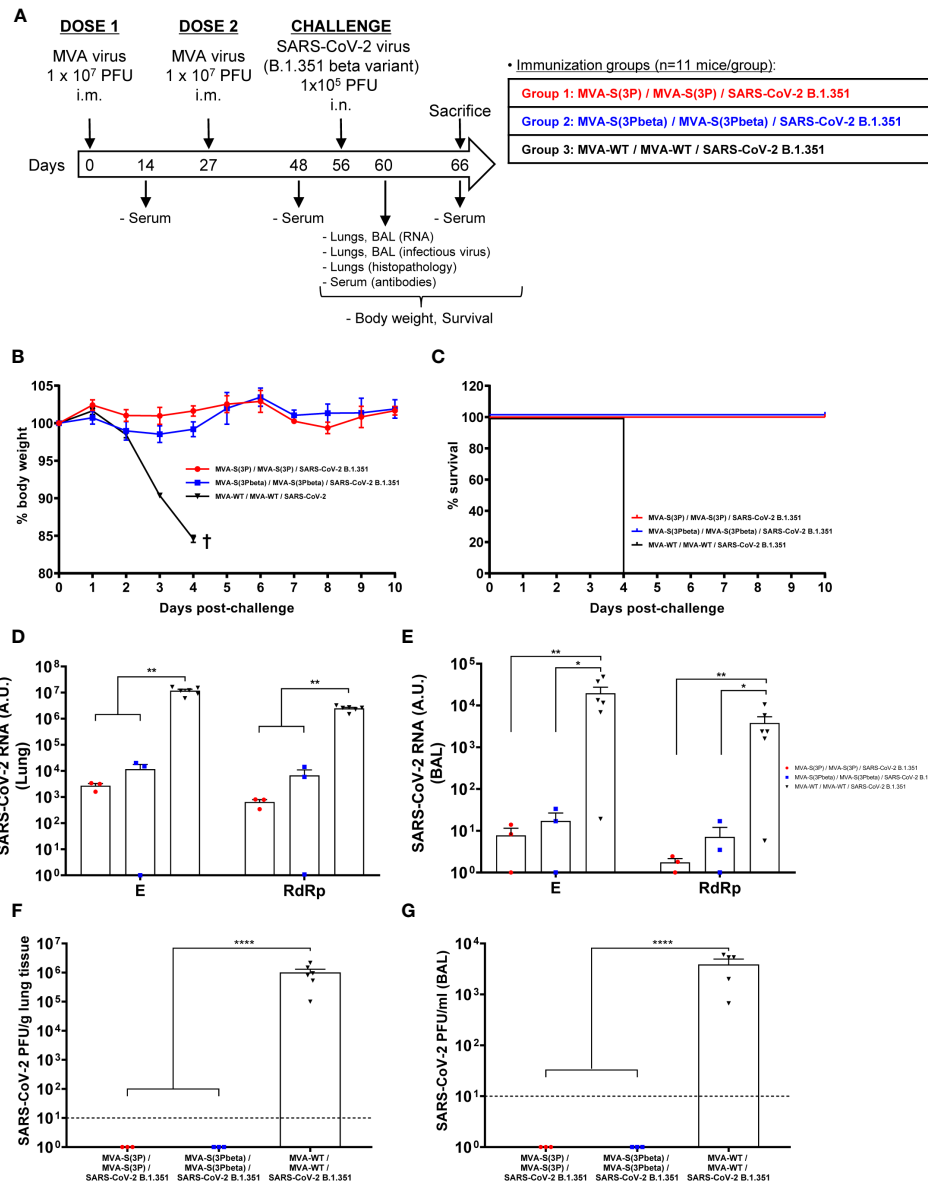 A
DOSE 1
MVA virus
1 x 10⁷ PFU
i.m.
DOSE 2
MVA virus
1 x 10⁷ PFU
i.m.
CHALLENGE
SARS-CoV-2 virus
(B.1.351 beta variant)
1x10⁵ PFU
i.n.
Sacrifice
Days 0 14 27 48 56 60 66
- Serum
- Serum
- Serum
- Lungs, BAL (RNA)
- Lungs, BAL (infectious virus)
- Lungs (histopathology)
- Serum (antibodies)
- Body weight, Survival
• Immunization groups (n=11 mice/group):
Group 1: MVA-S(3P) / MVA-S(3P) / SARS-CoV-2 B.1.351
Group 2: MVA-S(3Pbeta) / MVA-S(3Pbeta) / SARS-CoV-2 B.1.351
Group 3: MVA-WT / MVA-WT / SARS-CoV-2 B.1.351
B
% body weight
105
100
95
90
85
80
MVA-S(3P) / MVA-S(3P) / SARS-CoV-2 B.1.351
MVA-S(3Pbeta) / MVA-S(3Pbeta) / SARS-CoV-2 B.1.351
MVA-WT / MVA-WT / SARS-CoV-2
†
0 1 2 3 4 5 6 7 8 9 10
Days post-challenge
C
% survival
120
100
80
60
40
20
0
MVA-S(3P) / MVA-S(3P) / SARS-CoV-2 B.1.351
MVA-S(3Pbeta) / MVA-S(3Pbeta) / SARS-CoV-2 B.1.351
MVA-WT / MVA-WT / SARS-CoV-2 B.1.351
0 1 2 3 4 5 6 7 8 9 10
Days post-challenge
D
SARS-CoV-2 RNA (A.U.)
(Lung)
10⁸
10⁷
10⁶
10⁵
10⁴
10³
10²
10¹
10⁰
**
**
E RdRp
E
SARS-CoV-2 RNA (A.U.)
(BAL)
10⁵
10⁴
10³
10²
10¹
10⁰
**
*
**
*
E RdRp
MVA-S(3P) / MVA-S(3P) / SARS-CoV-2 B.1.351
MVA-S(3Pbeta) / MVA-S(3Pbeta) / SARS-CoV-2 B.1
MVA-WT / MVA-WT / SARS-CoV-2 B.1.351
F
SARS-CoV-2 PFU/g lung tissue
10⁷
10⁶
10⁵
10⁴
10³
10²
10¹
10⁰
****
MVA-S(3P) /
MVA-S(3P) /
SARS-CoV-2 B.1.351
MVA-S(3Pbeta) /
MVA-S(3Pbeta) /
SARS-CoV-2 B.1.351
MVA-WT /
MVA-WT /
SARS-CoV-2 B.1.351
G
SARS-CoV-2 PFU/ml (BAL)
10⁴
10³
10²
10¹
10⁰
****
MVA-S(3P) /
MVA-S(3P) /
SARS-CoV-2 B.1.351
MVA-S(3Pbeta) /
MVA-S(3Pbeta) /
SARS-CoV-2 B.1.351
MVA-WT /
MVA-WT /
SARS-CoV-2 B.1.351